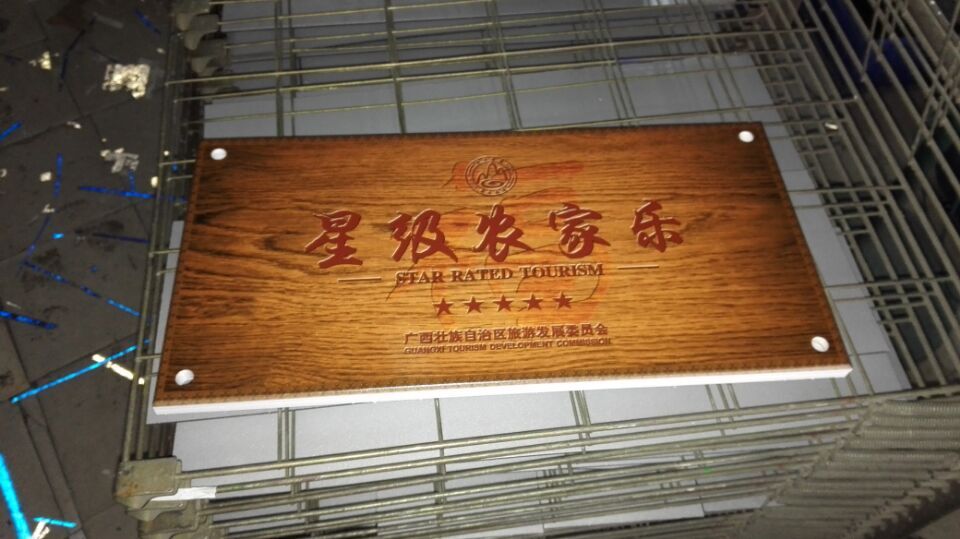 星级农家乐
STAR RATED TOURISM
广西壮族自治区旅游发展委员会
GUANGXI TOURISM DEVELOPMENT COMMISSION